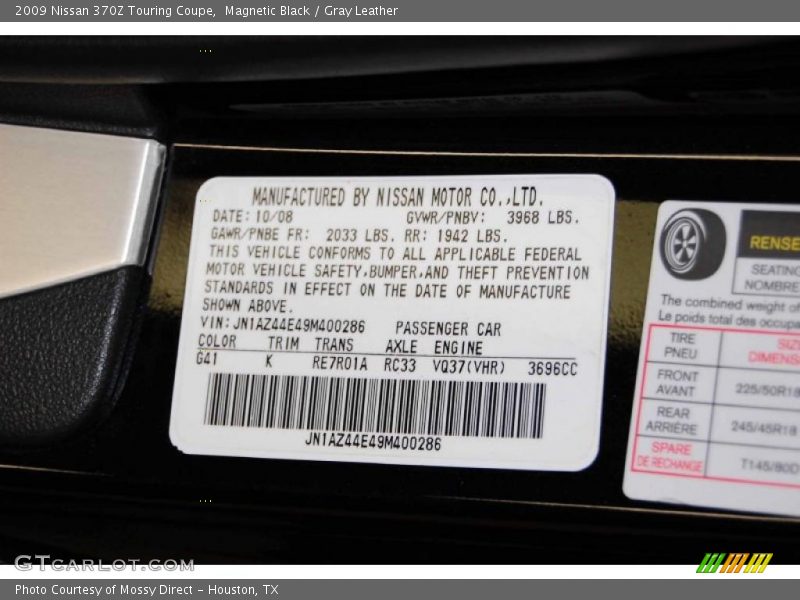 2009 Nissan 370Z Touring Coupe,  Magnetic Black / Gray Leather
MANUFACTURED BY NISSAN MOTOR CO.,LTD.
DATE:10/08 GVWR/PNBV: 3968 LBS.
GAWR/PNBE FR: 2033 LBS. RR: 1942 LBS.
THIS VEHICLE CONFORMS TO ALL APPLICABLE FEDERAL
MOTOR VEHICLE SAFETY,BUMPER,AND THEFT PREVENTION
STANDARDS IN EFFECT ON THE DATE OF MANUFACTURE
SHOWN ABOVE.
VIN:JN1AZ44E49M400286 PASSENGER CAR
COLOR TRIM TRANS AXLE ENGINE
G41 K RE7R01A RC33 VQ37(VHR) 3696CC
JN1AZ44E49M400286
RENSE
SEATING
NOMBRE
The combined weight of
Le poids total des occupa
TIRE SIZE
PNEU DIMENS
FRONT
AVANT 225/50R18
REAR
ARRIÈRE 245/45R18
SPARE
DE RECHANGE T145/80D
GTCARLOT.COM
Photo Courtesy of Mossy Direct - Houston, TX